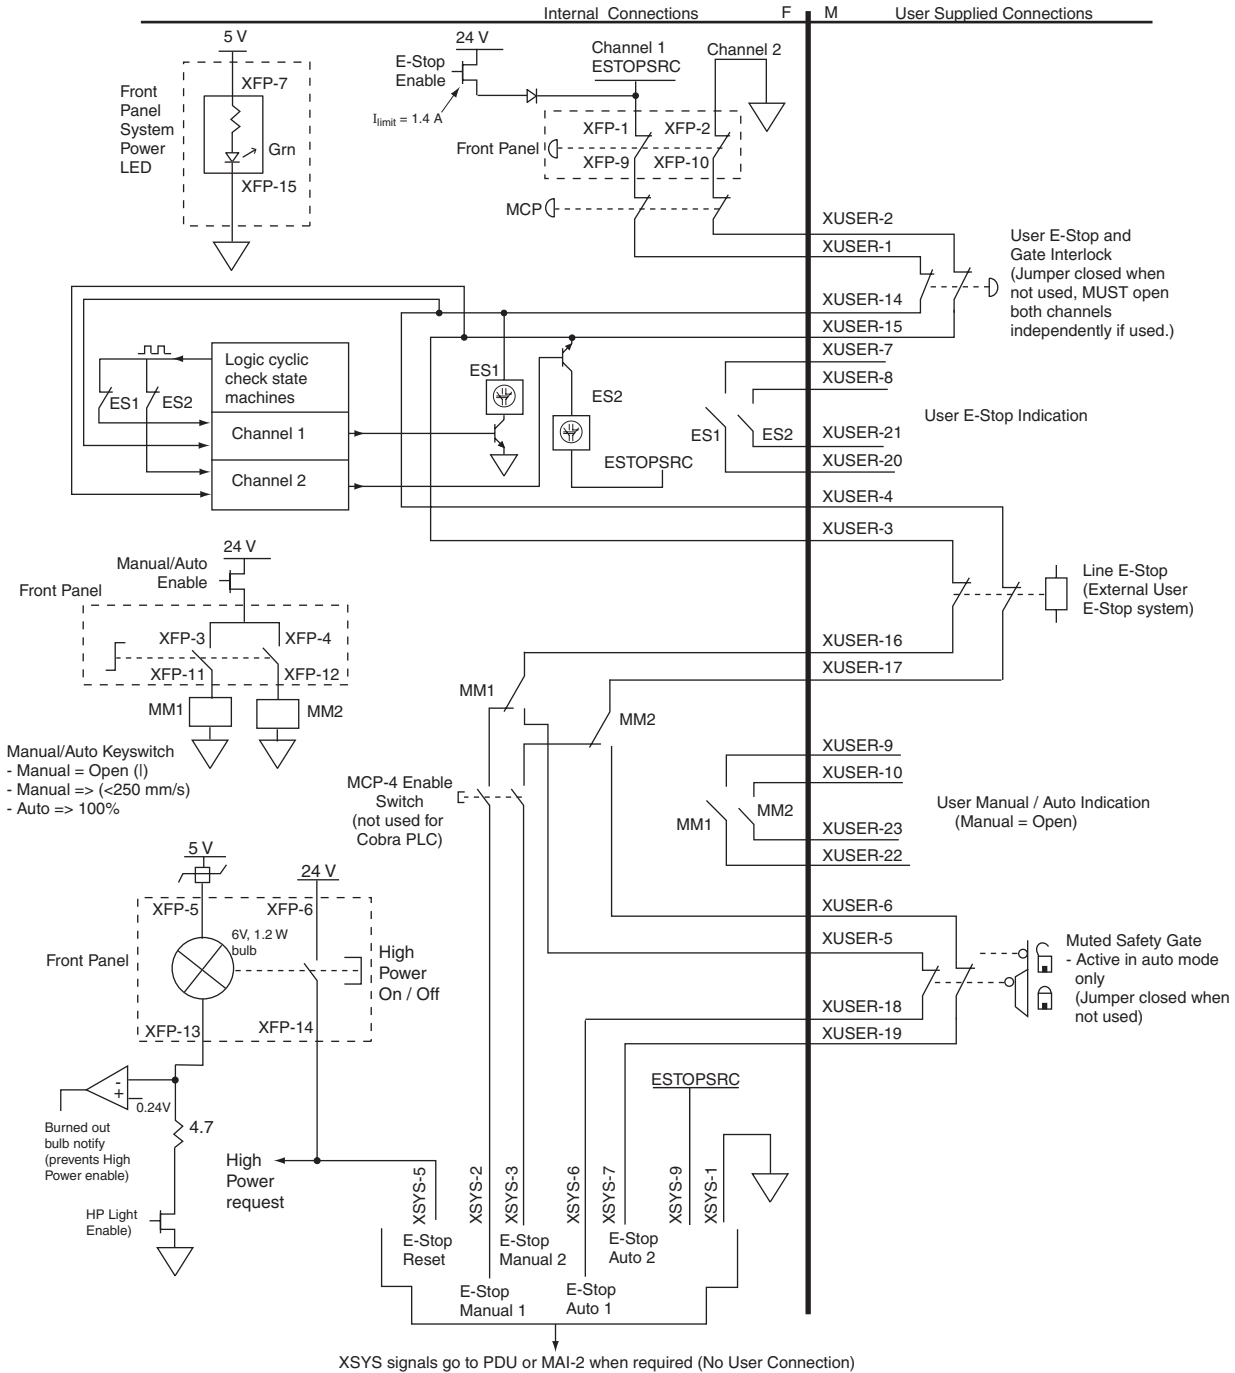 Internal Connections
F
M
User Supplied Connections
5 V
XFP-7
Front
Panel
System
Power
LED
Grn
XFP-15
24 V
E-Stop
Enable
Ilimit = 1.4 A
Channel 1
ESTOPSRC
Channel 2
XFP-1
XFP-2
Front Panel
XFP-9
XFP-10
MCP
XUSER-2
XUSER-1
User E-Stop and
Gate Interlock
(Jumper closed when
not used, MUST open
both channels
independently if used.)
XUSER-14
XUSER-15
XUSER-7
XUSER-8
User E-Stop Indication
XUSER-21
XUSER-20
Logic cyclic
check state
machines
ES1
ES2
Channel 1
Channel 2
ES1
ES2
ESTOPSRC
ES1
ES2
XUSER-4
XUSER-3
Line E-Stop
(External User
E-Stop system)
XUSER-16
XUSER-17
24 V
Manual/Auto
Enable
Front Panel
XFP-3
XFP-4
XFP-11
XFP-12
MM1
MM2
Manual/Auto Keyswitch
- Manual = Open (|)
- Manual => (<250 mm/s)
- Auto => 100%
MM1
MM2
MCP-4 Enable
Switch
(not used for
Cobra PLC)
XUSER-9
XUSER-10
MM1
MM2
User Manual / Auto Indication
(Manual = Open)
XUSER-23
XUSER-22
5 V
24 V
XFP-5
XFP-6
6V, 1.2 W
bulb
Front Panel
High
Power
On / Off
XFP-13
XFP-14
XUSER-6
XUSER-5
Muted Safety Gate
- Active in auto mode
only
(Jumper closed when
not used)
XUSER-18
XUSER-19
-
+
0.24V
Burned out
bulb notify
(prevents High
Power enable)
4.7
High
Power
request
HP Light
Enable)
ESTOPSRC
XSYS-5
XSYS-2
XSYS-3
XSYS-6
XSYS-7
XSYS-9
XSYS-1
E-Stop
Reset
E-Stop
Manual 2
E-Stop
Auto 2
E-Stop
Manual 1
E-Stop
Auto 1
XSYS signals go to PDU or MAI-2 when required (No User Connection)